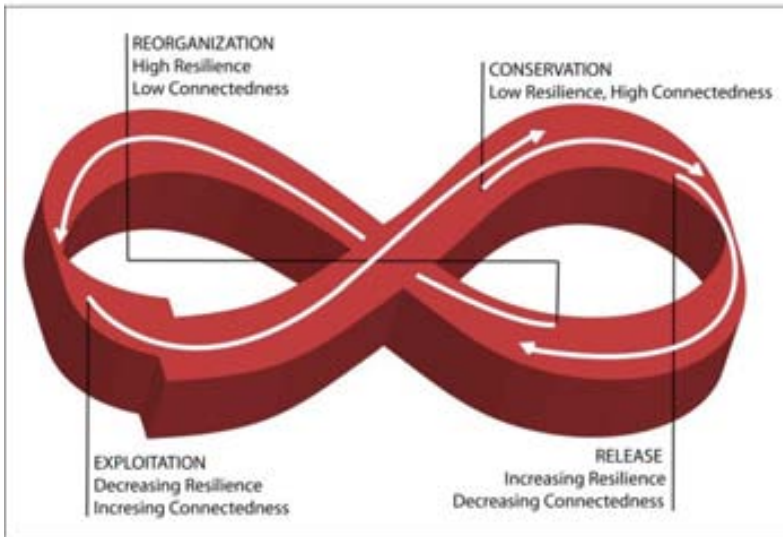 REORGANIZATION
High Resilience
Low Connectedness
CONSERVATION
Low Resilience, High Connectedness
EXPLOITATION
Decreasing Resilience
Incresing Connectedness
RELEASE
Increasing Resilience
Decreasing Connectedness